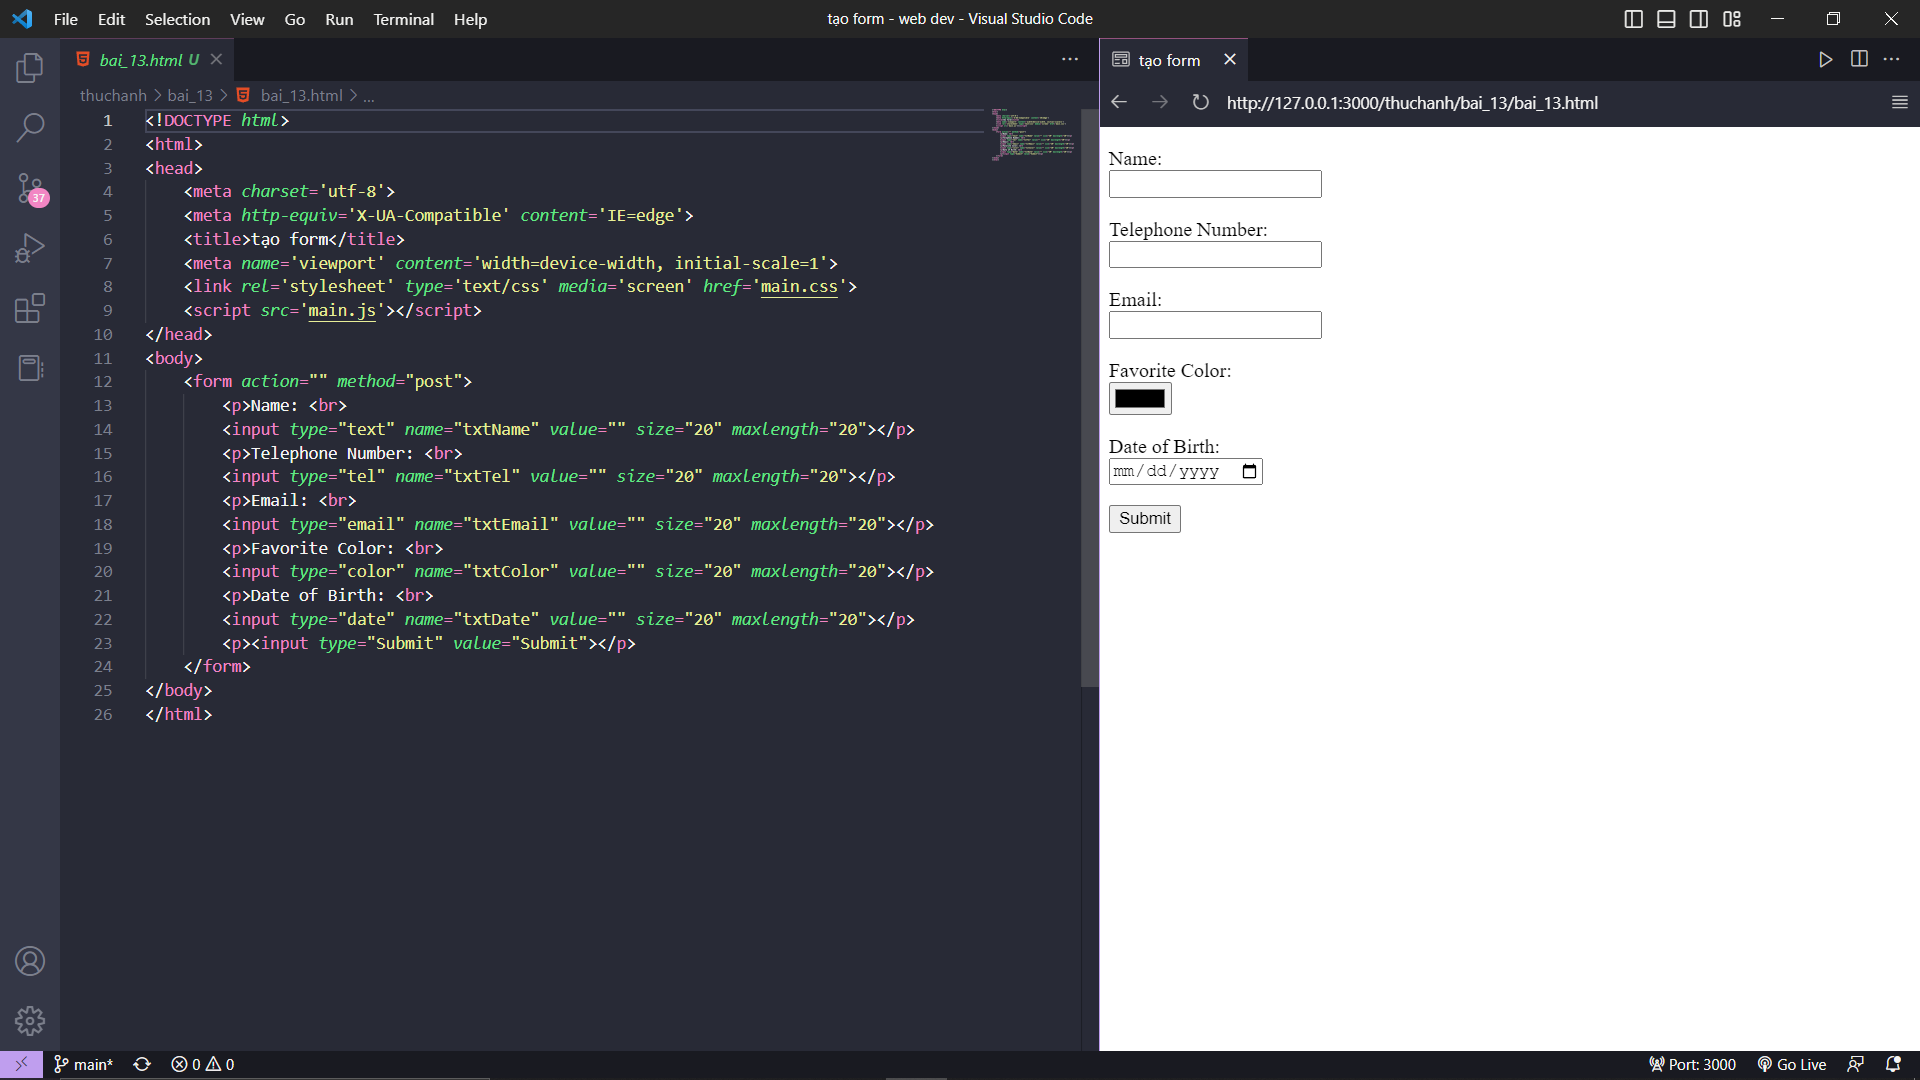 File Edit Selection View Go Run Terminal Help
tạo form - web dev - Visual Studio Code
bai_13.html U
thuchanh > bai_13 > bai_13.html > ...
37
1 <!DOCTYPE html>
2 <html>
3 <head>
4 <meta charset='utf-8'>
5 <meta http-equiv='X-UA-Compatible' content='IE=edge'>
6 <title>tạo form</title>
7 <meta name='viewport' content='width=device-width, initial-scale=1'>
8 <link rel='stylesheet' type='text/css' media='screen' href='main.css'>
9 <script src='main.js'></script>
10 </head>
11 <body>
12 <form action="" method="post">
13 <p>Name: <br>
14 <input type="text" name="txtName" value="" size="20" maxlength="20"></p>
15 <p>Telephone Number: <br>
16 <input type="tel" name="txtTel" value="" size="20" maxlength="20"></p>
17 <p>Email: <br>
18 <input type="email" name="txtEmail" value="" size="20" maxlength="20"></p>
19 <p>Favorite Color: <br>
20 <input type="color" name="txtColor" value="" size="20" maxlength="20"></p>
21 <p>Date of Birth: <br>
22 <input type="date" name="txtDate" value="" size="20" maxlength="20"></p>
23 <p><input type="Submit" value="Submit"></p>
24 </form>
25 </body>
26 </html>
tạo form
http://127.0.0.1:3000/thuchanh/bai_13/bai_13.html
Name:
Telephone Number:
Email:
Favorite Color:
Date of Birth:
mm/dd/yyyy
Submit
main* 0 0
Port: 3000 Go Live